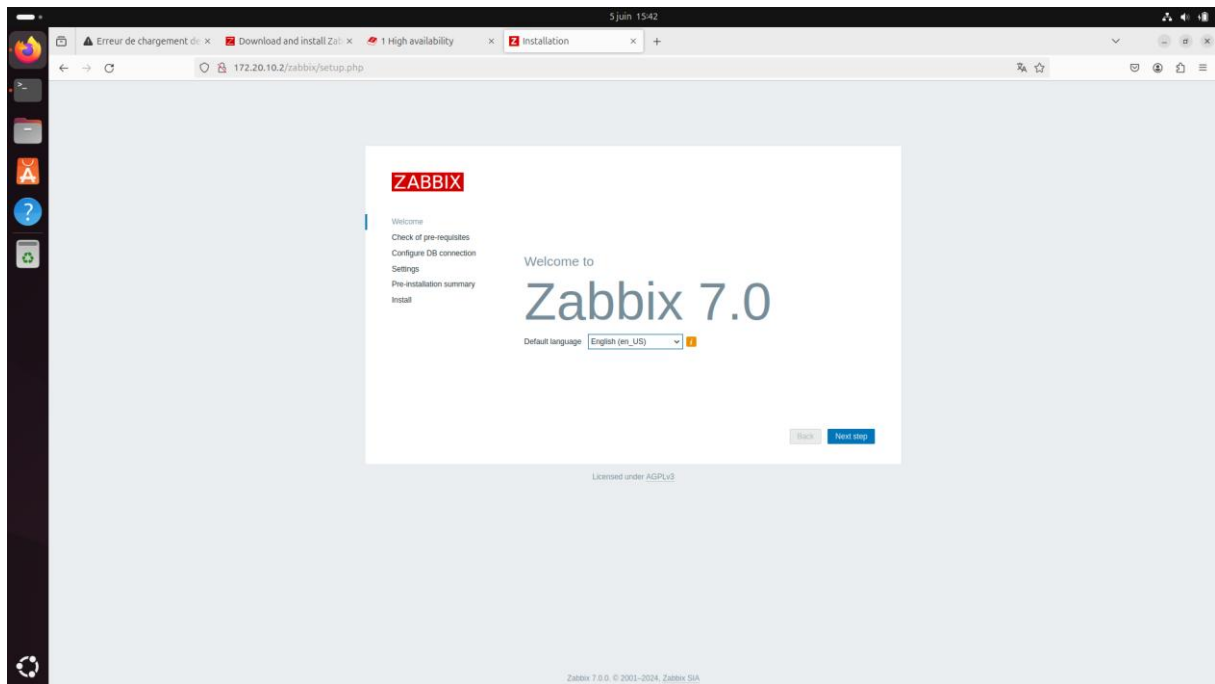 5 juin 15:42
Erreur de chargement de
Download and install Zab
1 High availability
Installation
172.20.10.2/zabbix/setup.php
ZABBIX
Welcome
Check of pre-requisites
Configure DB connection
Settings
Pre-installation summary
Install
Welcome to
Zabbix 7.0
Default language English (en_US)
Back Next step
Licensed under AGPLv3
Zabbix 7.0.0. © 2001–2024, Zabbix SIA